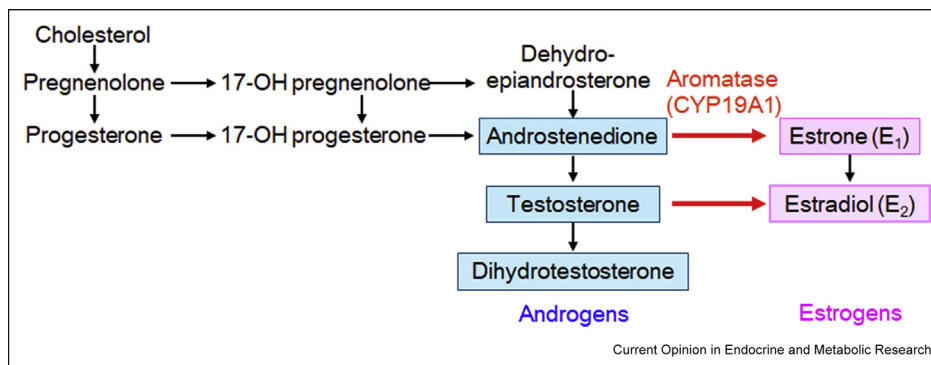 Cholesterol
Dehydro-
epiandrosterone
Aromatase
(CYP19A1)
Pregnenolone
17-OH pregnenolone
Progesterone
17-OH progesterone
Androstenedione
Estrone (E₁)
Testosterone
Estradiol (E₂)
Dihydrotestosterone
Androgens
Estrogens
Current Opinion in Endocrine and Metabolic Research